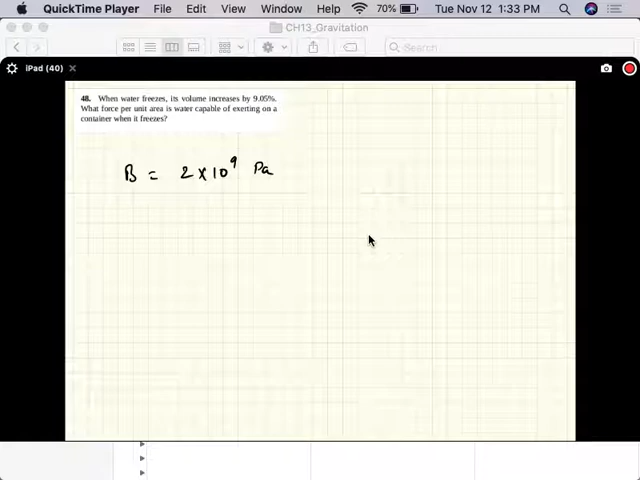 QuickTime Player File Edit View Window Help 70% Tue Nov 12 1:33 PM
CH13_Gravitation
Search
iPad (40)
48. When water freezes, its volume increases by 9.05%.
What force per unit area is water capable of exerting on a
container when it freezes?
B = 2 × 10⁹ Pa